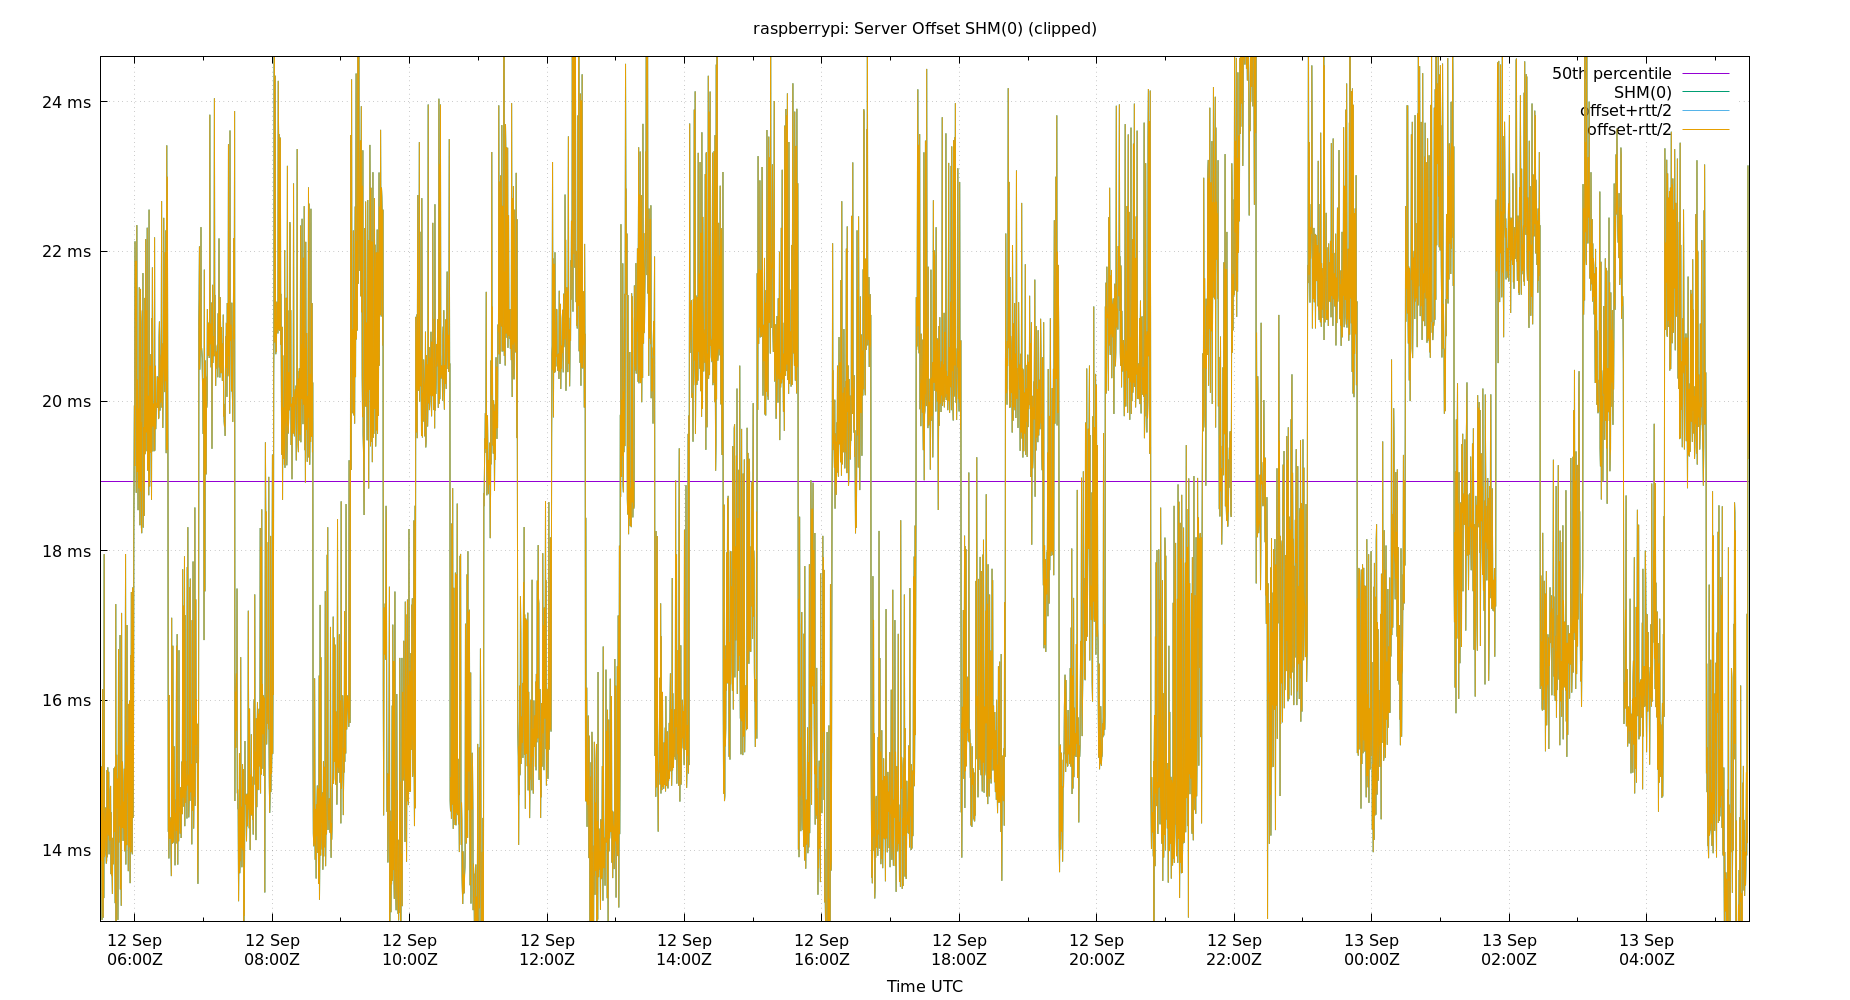 raspberrypi: Server Offset SHM(0) (clipped)
50th percentile
SHM(0)
offset+rtt/2
offset-rtt/2
24 ms
22 ms
20 ms
18 ms
16 ms
14 ms
12 Sep 12 Sep 12 Sep 12 Sep 12 Sep 12 Sep 12 Sep 12 Sep 12 Sep 13 Sep 13 Sep 13 Sep
06:00Z 08:00Z 10:00Z 12:00Z 14:00Z 16:00Z 18:00Z 20:00Z 22:00Z 00:00Z 02:00Z 04:00Z
Time UTC